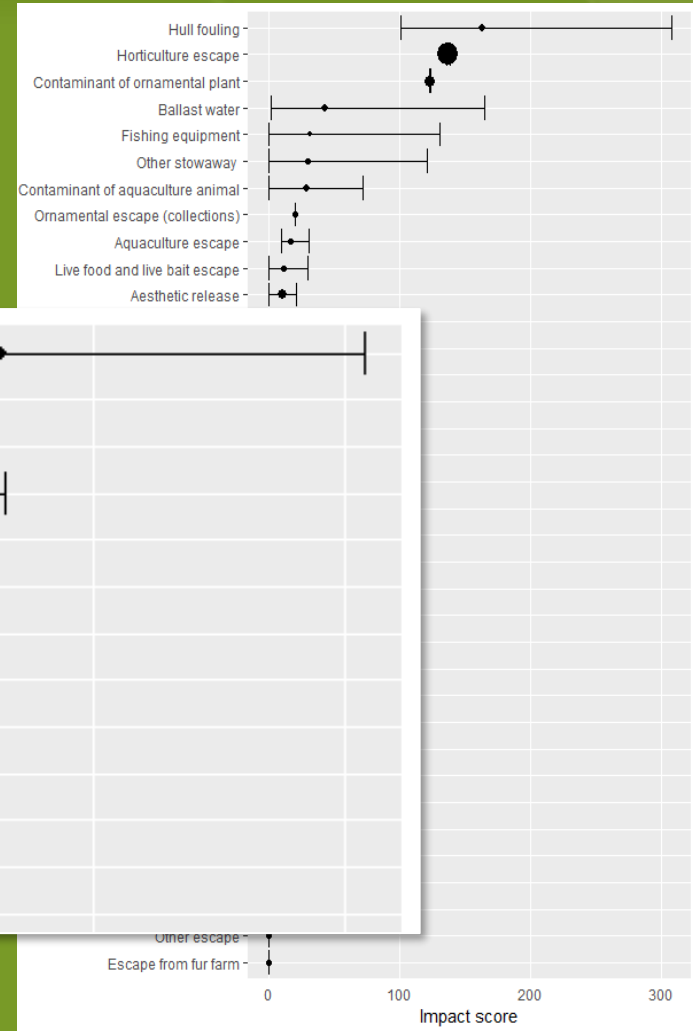 Hull fouling
Horticulture escape
Contaminant of ornamental plant
Ballast water
Fishing equipment
Other stowaway
Contaminant of aquaculture animal
Ornamental escape (collections)
Aquaculture escape
Live food and live bait escape
Aesthetic release
Other escape
Escape from fur farm
0 100 200 300
Impact score